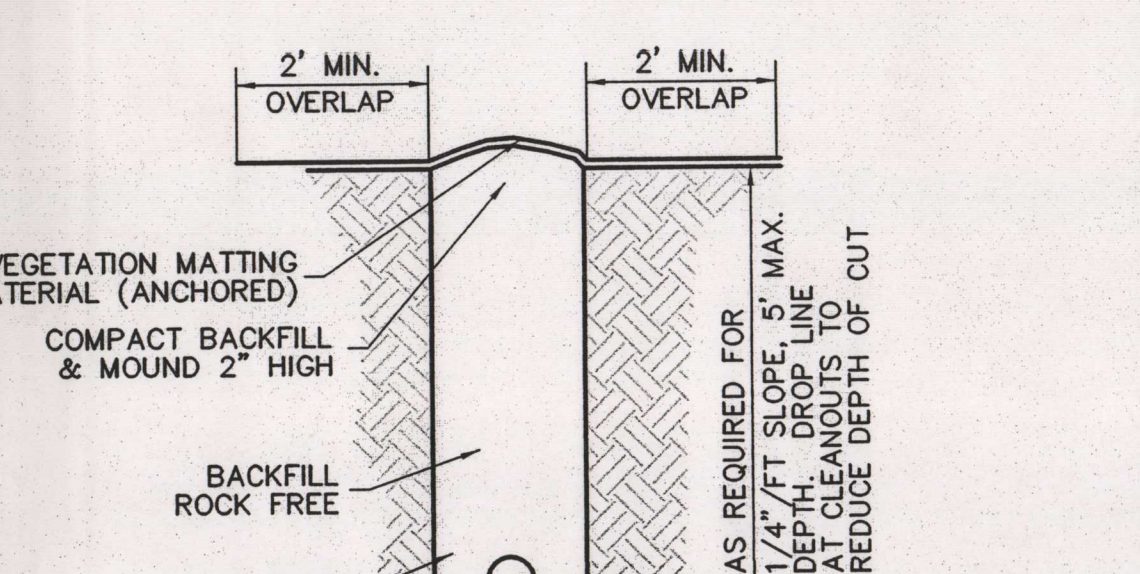 2' MIN.
OVERLAP
2' MIN.
OVERLAP
VEGETATION MATTING
MATERIAL (ANCHORED)
COMPACT BACKFILL
& MOUND 2" HIGH
BACKFILL
ROCK FREE
AS REQUIRED FOR
1/4"/FT SLOPE, 5' MAX.
DEPTH. DROP LINE
AT CLEANOUTS TO
REDUCE DEPTH OF CUT